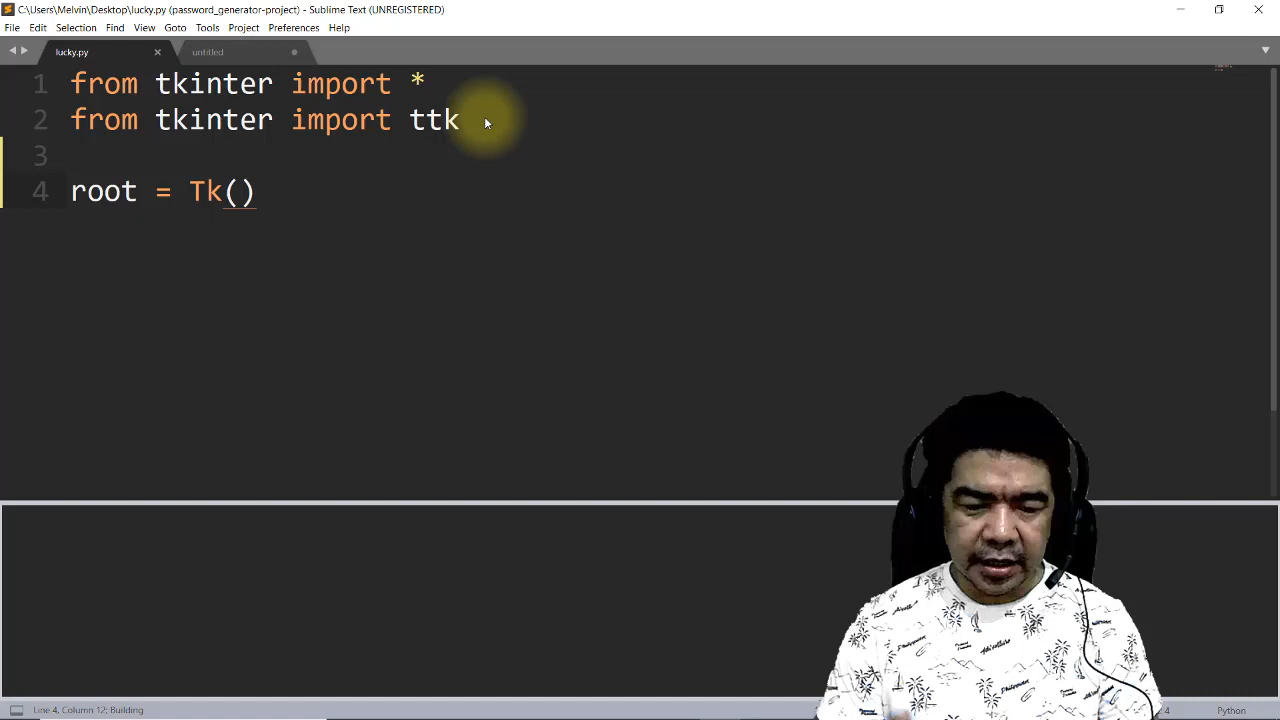 C:\Users\Melvin\Desktop\lucky.py (password_generator-project) - Sublime Text (UNREGISTERED)
File Edit Selection Find View Goto Tools Project Preferences Help
lucky.py untitled
1 from tkinter import *
2 from tkinter import ttk
3
4 root = Tk()
Line 4, Column 12; Building
4 Python